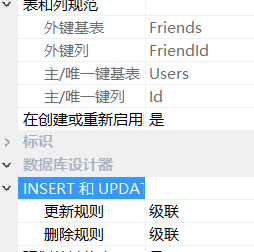 表和列规范
外键基表 Friends
外键列 FriendId
主/唯一键基表 Users
主/唯一键列 Id
在创建或重新启用 是
标识
数据库设计器
INSERT 和 UPDAT
更新规则 级联
删除规则 级联